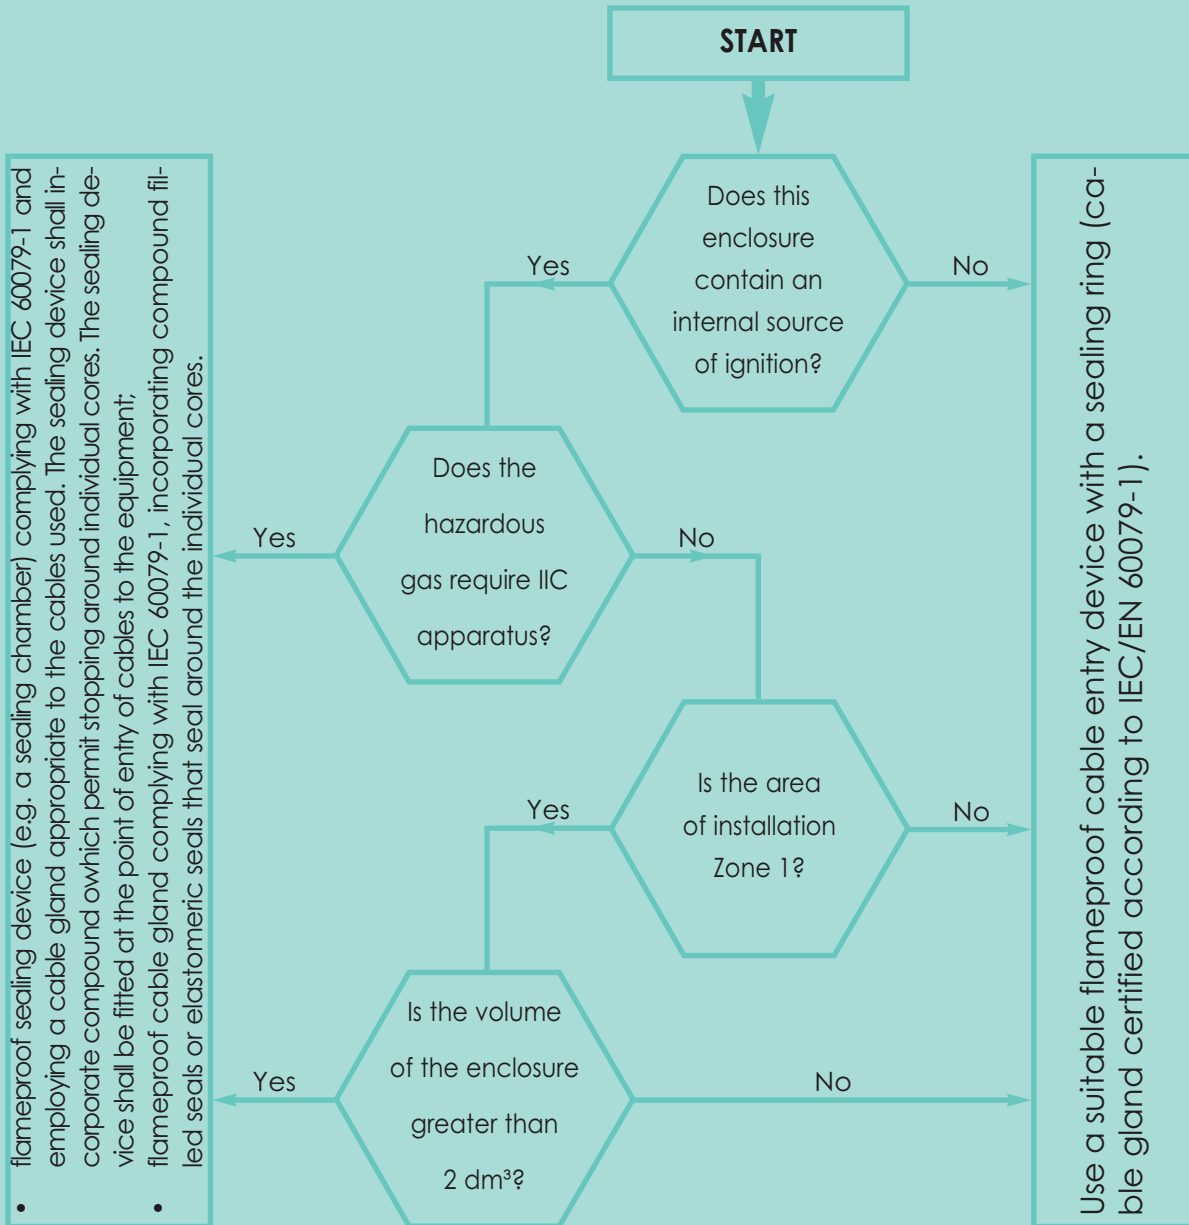 START
Does this
enclosure
contain an
internal source
of ignition?
Yes
No
Does the
hazardous
gas require IIC
apparatus?
Yes
No
Is the area
of installation
Zone 1?
Yes
No
Is the volume
of the enclosure
greater than
2 dm³?
Yes
No
• flameproof sealing device (e.g. a sealing chamber) complying with IEC 60079-1 and
employing a cable gland appropriate to the cables used. The sealing device shall in-
corporate compound owhich permit stopping around individual cores. The sealing de-
vice shall be fitted at the point of entry of cables to the equipment;
• flameproof cable gland complying with IEC 60079-1, incorporating compound fil-
led seals or elastomeric seals that seal around the individual cores.
Use a suitable flameproof cable entry device with a sealing ring (ca-
ble gland certified according to IEC/EN 60079-1).